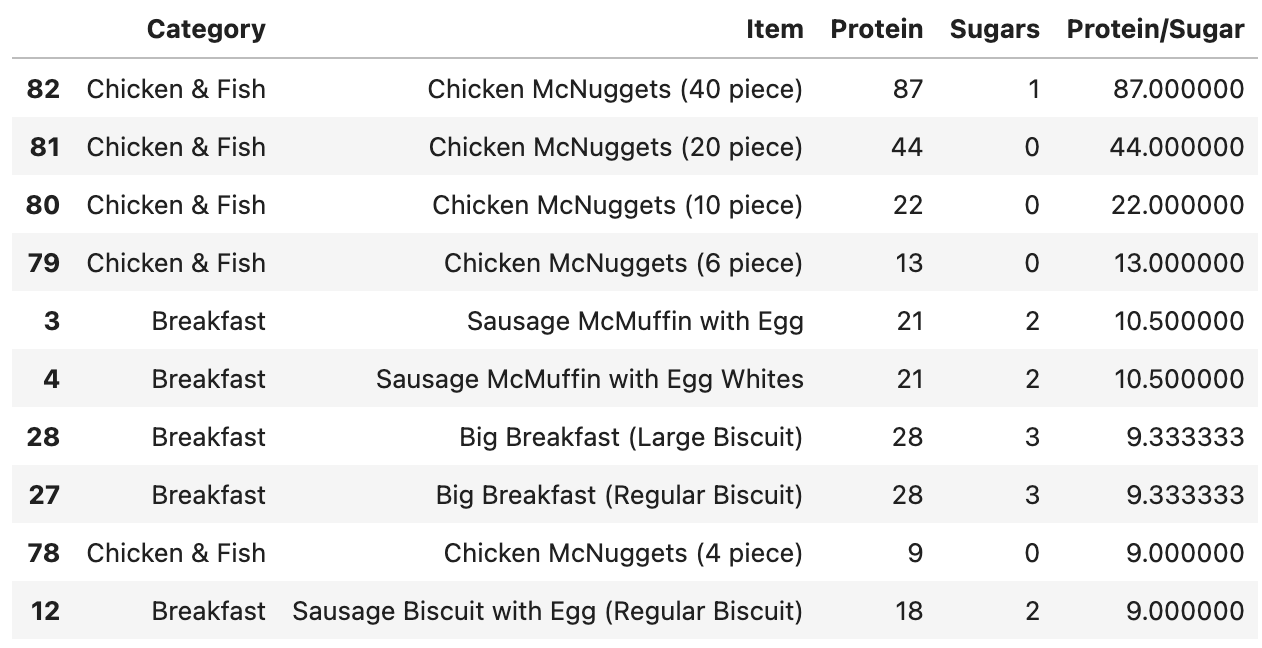 Category Item Protein Sugars Protein/Sugar
82 Chicken & Fish Chicken McNuggets (40 piece) 87 1 87.000000
81 Chicken & Fish Chicken McNuggets (20 piece) 44 0 44.000000
80 Chicken & Fish Chicken McNuggets (10 piece) 22 0 22.000000
79 Chicken & Fish Chicken McNuggets (6 piece) 13 0 13.000000
3 Breakfast Sausage McMuffin with Egg 21 2 10.500000
4 Breakfast Sausage McMuffin with Egg Whites 21 2 10.500000
28 Breakfast Big Breakfast (Large Biscuit) 28 3 9.333333
27 Breakfast Big Breakfast (Regular Biscuit) 28 3 9.333333
78 Chicken & Fish Chicken McNuggets (4 piece) 9 0 9.000000
12 Breakfast Sausage Biscuit with Egg (Regular Biscuit) 18 2 9.000000